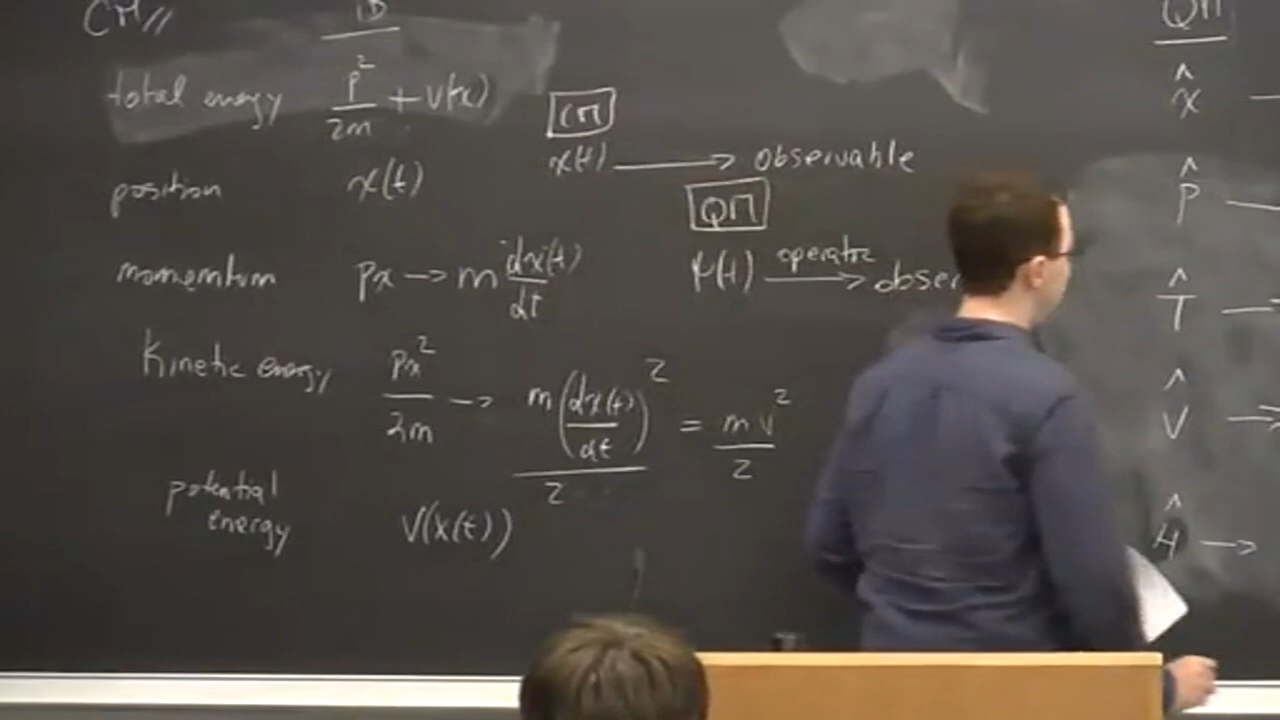 CM//
1D
total energy p²/2m + V(x)
position x(t)
momentum px → m dx(t)/dt
Kinetic energy px²/2m → m(dx(t)/dt)²/2 = mv²/2
potential energy V(x(t))
CM
x(t) → observable
QM
ψ(t) operator → obser
QM
x̂ —
P̂ —
T̂ →
V̂ →
Ĥ →